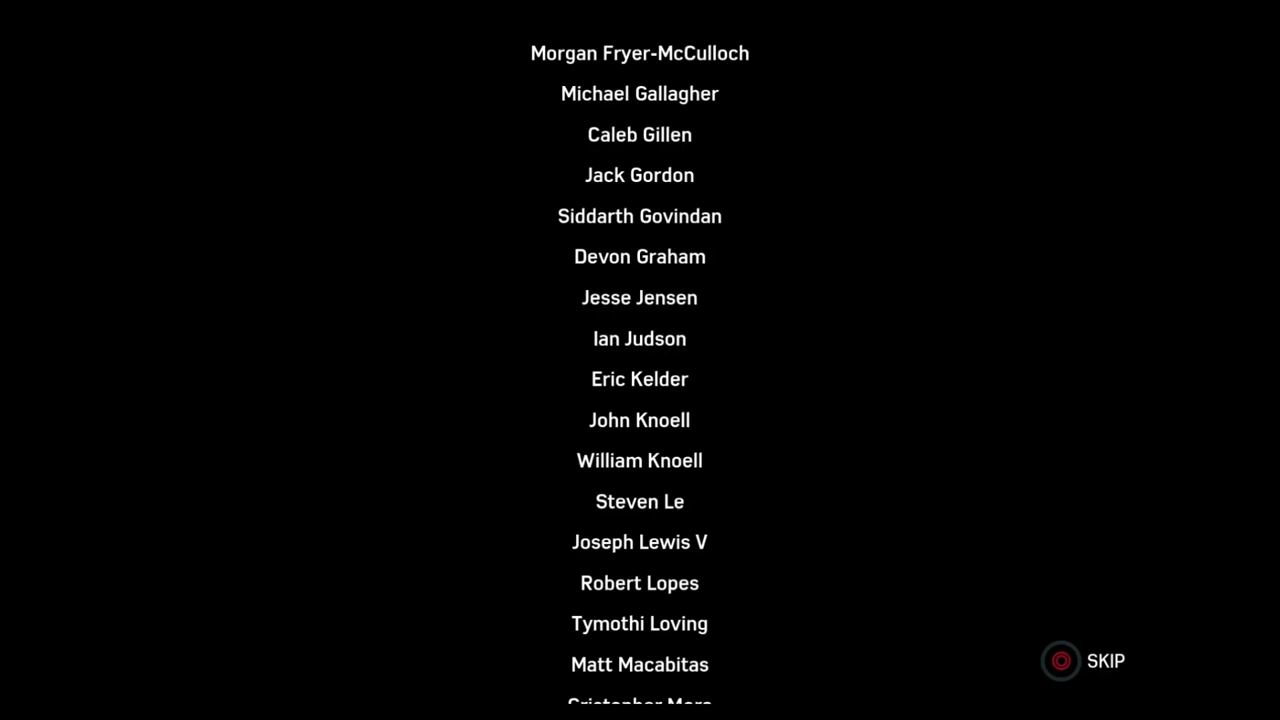 Morgan Fryer-McCulloch
Michael Gallagher
Caleb Gillen
Jack Gordon
Siddarth Govindan
Devon Graham
Jesse Jensen
Ian Judson
Eric Kelder
John Knoell
William Knoell
Steven Le
Joseph Lewis V
Robert Lopes
Tymothi Loving
Matt Macabitas
SKIP